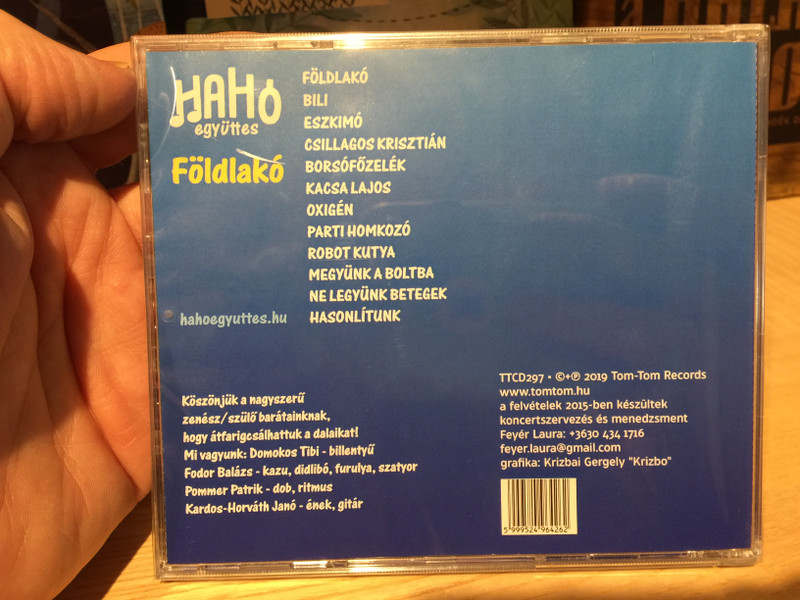 HAHÓ
együttes
Földlakó
hahoegyuttes.hu
FÖLDLAKÓ
BILI
ESZKIMÓ
CSILLAGOS KRISZTIÁN
BORSÓFŐZELÉK
KACSA LAJOS
OXIGÉN
PARTI HOMKOZÓ
ROBOT KUTYA
MEGYÜNK A BOLTBA
NE LEGYÜNK BETEGEK
HASONLÍTUNK
Köszönjük a nagyszerű
zenész/szülő barátainknak,
hogy átfarigcsálhattuk a dalaikat!
Mi vagyunk: Domokos Tibi - billentyű
Fodor Balázs - kazu, didlibó, furulya, szatyor
Pommer Patrik - dob, ritmus
Kardos-Horváth Janó - ének, gitár
TTCD297 • ©+℗ 2019 Tom-Tom Records
www.tomtom.hu
a felvételek 2015-ben készültek
koncertszervezés és menedzsment
Feyér Laura: +3630 434 1716
feyer.laura@gmail.com
grafika: Krizbai Gergely "Krizbo"
5 999524 964262